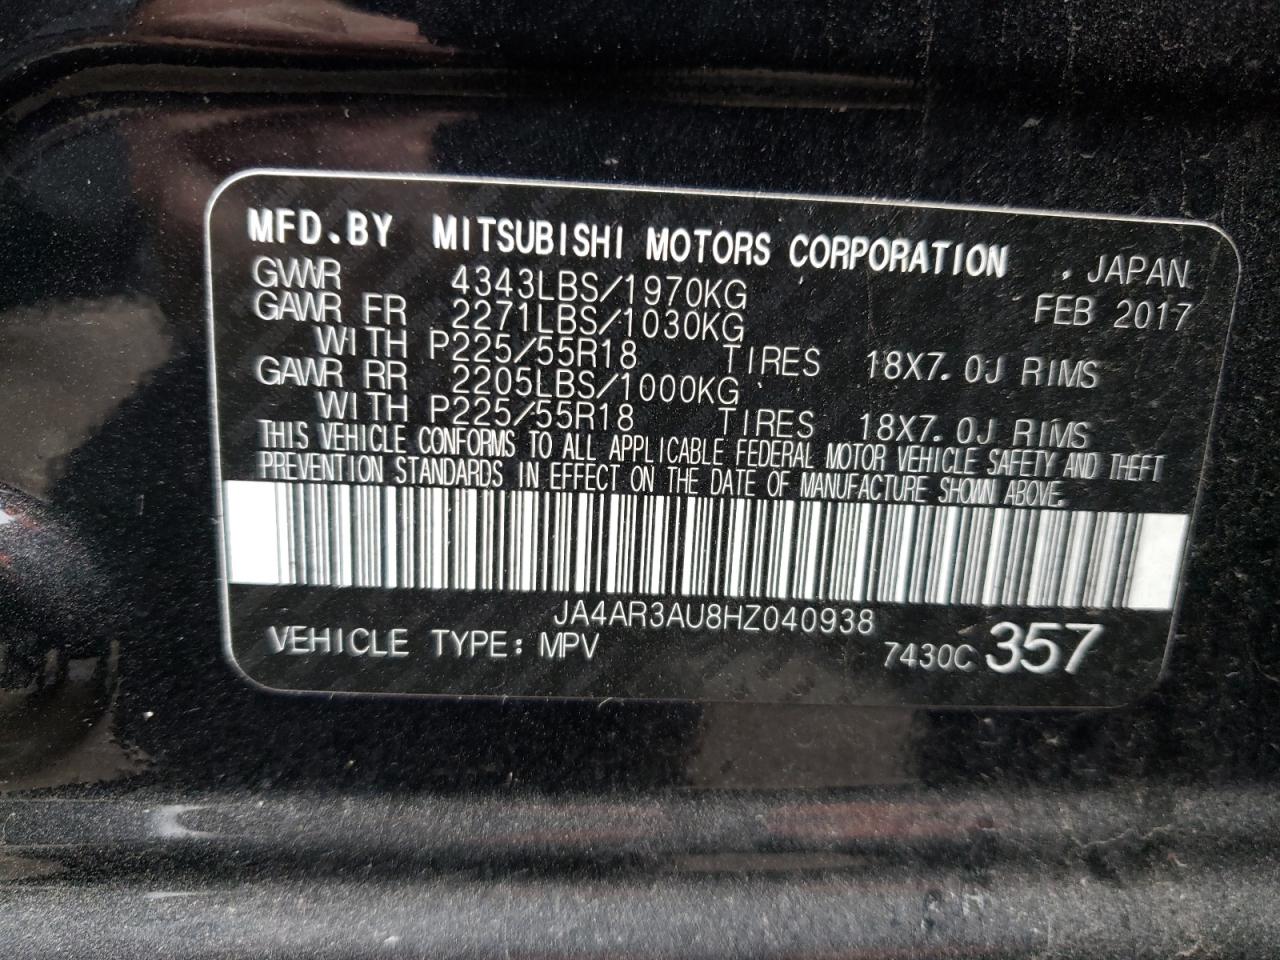 MFD.BY MITSUBISHI MOTORS CORPORATION . JAPAN
GVWR 4343LBS/1970KG FEB 2017
GAWR FR 2271LBS/1030KG
WITH P225/55R18 TIRES 18X7.0J RIMS
GAWR RR 2205LBS/1000KG
WITH P225/55R18 TIRES 18X7.0J RIMS
THIS VEHICLE CONFORMS TO ALL APPLICABLE FEDERAL MOTOR VEHICLE SAFETY AND THEFT
PREVENTION STANDARDS IN EFFECT ON THE DATE OF MANUFACTURE SHOWN ABOVE.
JA4AR3AU8HZ040938
VEHICLE TYPE: MPV 7430C 357